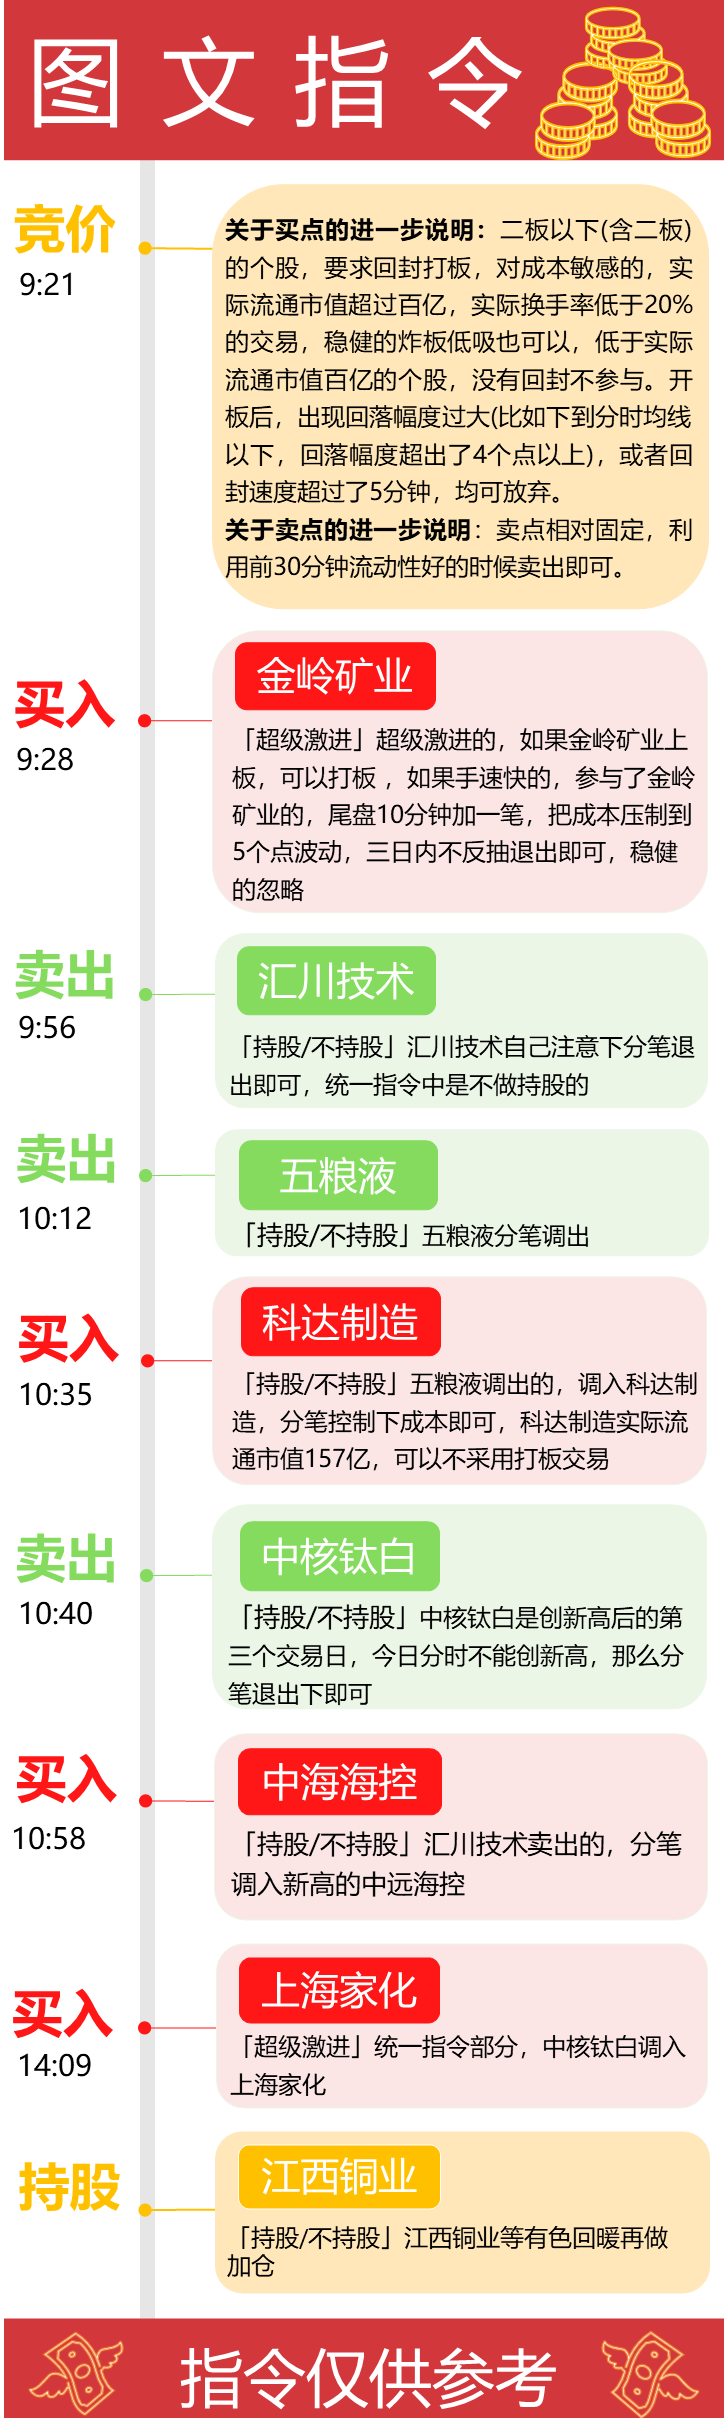 图文指令
竞价
9:21
关于买点的进一步说明：二板以下(含二板)
的个股，要求回封打板，对成本敏感的，实
际流通市值超过百亿，实际换手率低于20%
的交易，稳健的炸板低吸也可以，低于实际
流通市值百亿的个股，没有回封不参与。开
板后，出现回落幅度过大(比如下到分时均线
以下，回落幅度超出了4个点以上)，或者回
封速度超过了5分钟，均可放弃。
关于卖点的进一步说明：卖点相对固定，利
用前30分钟流动性好的时候卖出即可。
买入
9:28
金岭矿业
「超级激进」超级激进的，如果金岭矿业上
板，可以打板 ，如果手速快的，参与了金岭
矿业的，尾盘10分钟加一笔，把成本压制到
5个点波动，三日内不反抽退出即可，稳健
的忽略
卖出
9:56
汇川技术
「持股/不持股」汇川技术自己注意下分笔退
出即可，统一指令中是不做持股的
卖出
10:12
五粮液
「持股/不持股」五粮液分笔调出
买入
10:35
科达制造
「持股/不持股」五粮液调出的，调入科达制
造，分笔控制下成本即可，科达制造实际流
通市值157亿，可以不采用打板交易
卖出
10:40
中核钛白
「持股/不持股」中核钛白是创新高后的第
三个交易日，今日分时不能创新高，那么分
笔退出下即可
买入
10:58
中海海控
「持股/不持股」汇川技术卖出的，分笔
调入新高的中远海控
买入
14:09
上海家化
「超级激进」统一指令部分，中核钛白调入
上海家化
持股
江西铜业
「持股/不持股」江西铜业等有色回暖再做
加仓
指令仅供参考